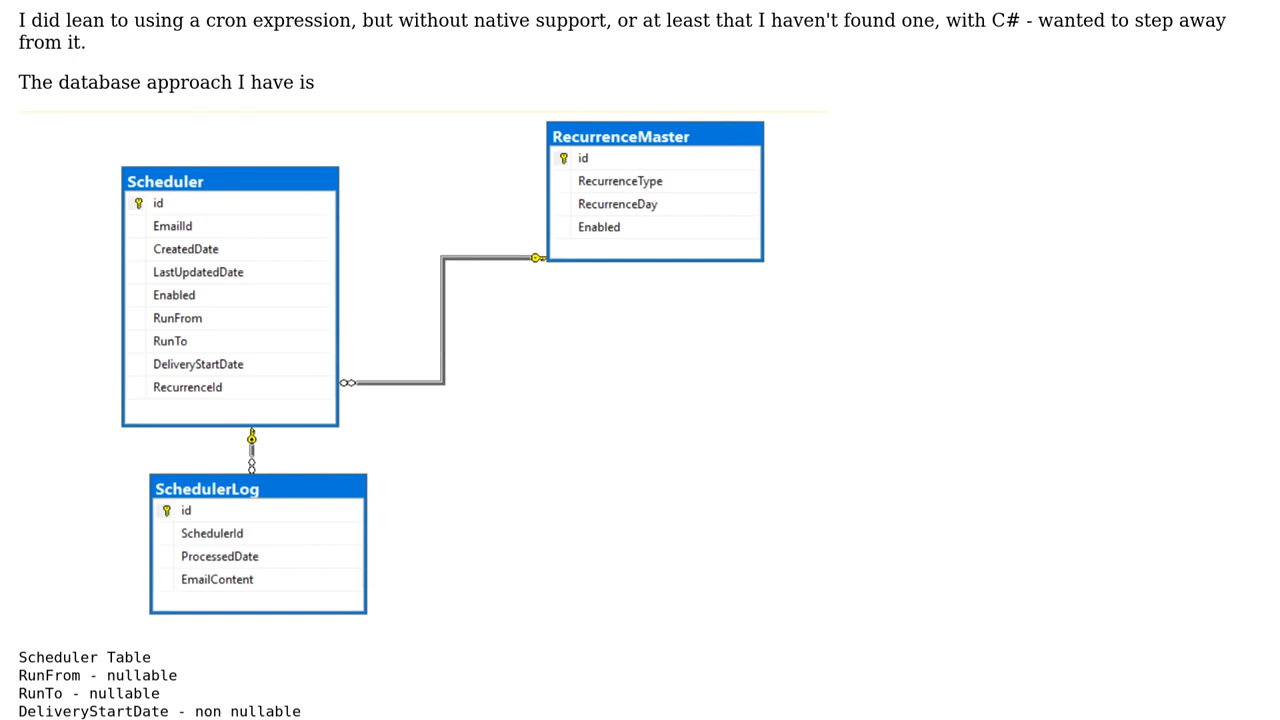 I did lean to using a cron expression, but without native support, or at least that I haven't found one, with C# - wanted to step away
from it.
The database approach I have is
RecurrenceMaster
id
RecurrenceType
RecurrenceDay
Enabled
Scheduler
id
EmailId
CreatedDate
LastUpdatedDate
Enabled
RunFrom
RunTo
DeliveryStartDate
RecurrenceId
SchedulerLog
id
SchedulerId
ProcessedDate
EmailContent
Scheduler Table
RunFrom - nullable
RunTo - nullable
DeliveryStartDate - non nullable